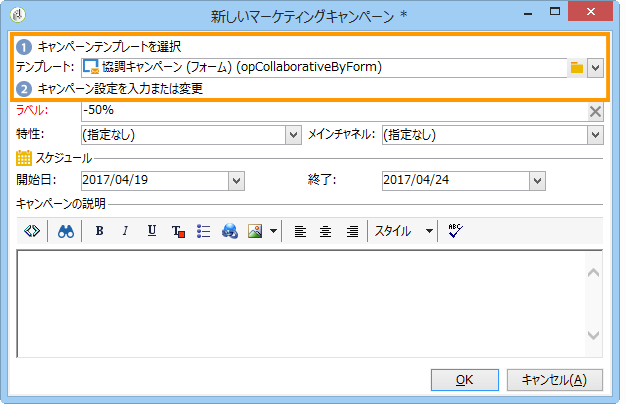 新しいマーケティングキャンペーン *
1 キャンペーンテンプレートを選択
テンプレート: 協調キャンペーン (フォーム) (opCollaborativeByForm)
2 キャンペーン設定を入力または変更
ラベル: -50%
特性: (指定なし) メインチャネル: (指定なし)
スケジュール
開始日: 2017/04/19 終了: 2017/04/24
キャンペーンの説明
B I U T スタイル ABC
OK キャンセル(A)